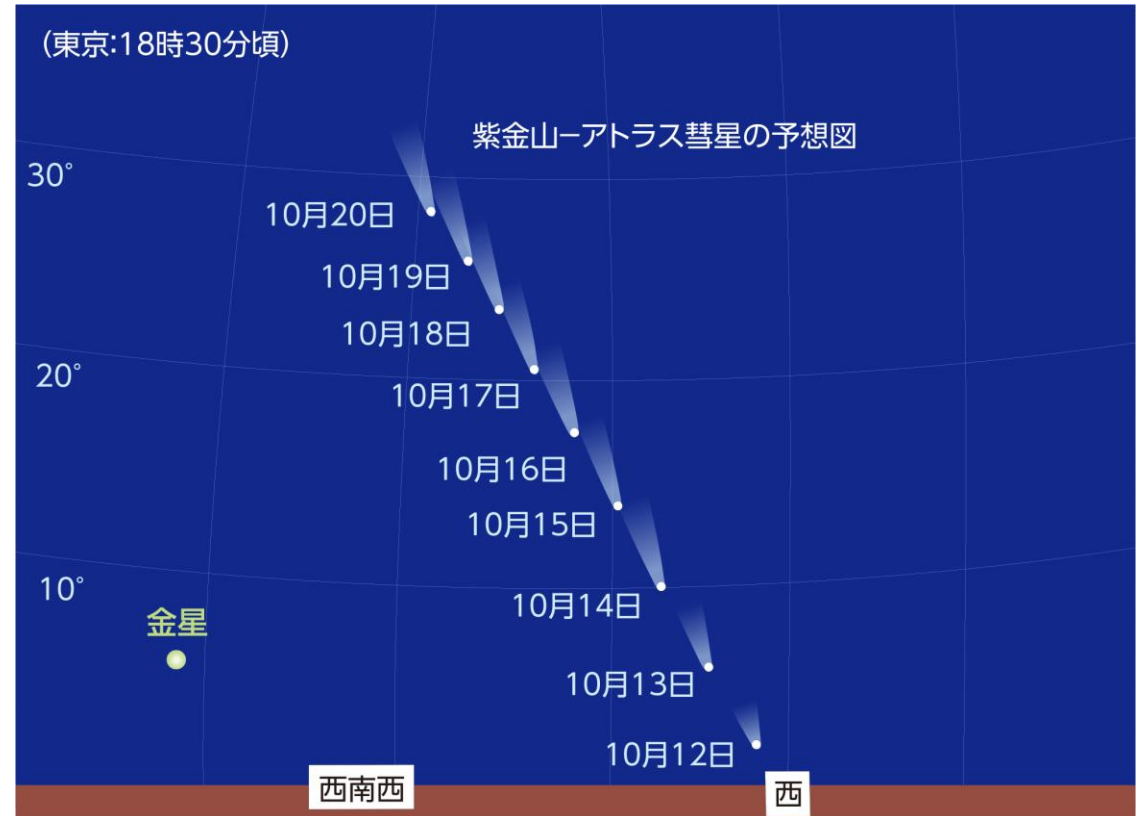 (東京:18時30分頃)
紫金山−アトラス彗星の予想図
30°
10月20日
10月19日
10月18日
20°
10月17日
10月16日
10月15日
10°
10月14日
金星
10月13日
10月12日
西南西
西